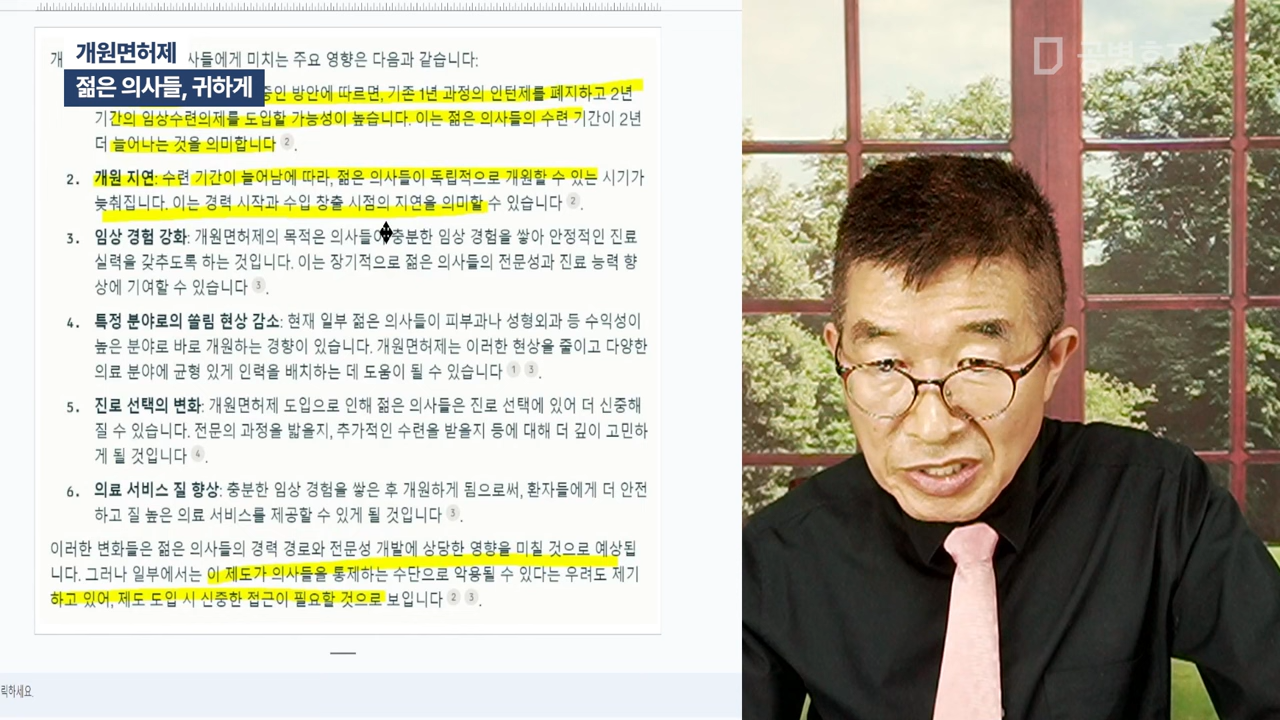 개원면허제
젊은 의사들, 귀하게
개 사들에게 미치는 주요 영향은 다음과 같습니다:
중인 방안에 따르면, 기존 1년 과정의 인턴제를 폐지하고 2년
기간의 임상수련의제를 도입할 가능성이 높습니다. 이는 젊은 의사들의 수련 기간이 2년
더 늘어나는 것을 의미합니다 2.
2. 개원 지연: 수련 기간이 늘어남에 따라, 젊은 의사들이 독립적으로 개원할 수 있는 시기가
늦춰집니다. 이는 경력 시작과 수입 창출 시점의 지연을 의미할 수 있습니다 2.
3. 임상 경험 강화: 개원면허제의 목적은 의사들이 충분한 임상 경험을 쌓아 안정적인 진료
실력을 갖추도록 하는 것입니다. 이는 장기적으로 젊은 의사들의 전문성과 진료 능력 향
상에 기여할 수 있습니다 3.
4. 특정 분야로의 쏠림 현상 감소: 현재 일부 젊은 의사들이 피부과나 성형외과 등 수익성이
높은 분야로 바로 개원하는 경향이 있습니다. 개원면허제는 이러한 현상을 줄이고 다양한
의료 분야에 균형 있게 인력을 배치하는 데 도움이 될 수 있습니다 1 3.
5. 진로 선택의 변화: 개원면허제 도입으로 인해 젊은 의사들은 진로 선택에 있어 더 신중해
질 수 있습니다. 전문의 과정을 밟을지, 추가적인 수련을 받을지 등에 대해 더 깊이 고민하
게 될 것입니다 4.
6. 의료 서비스 질 향상: 충분한 임상 경험을 쌓은 후 개원하게 됨으로써, 환자들에게 더 안전
하고 질 높은 의료 서비스를 제공할 수 있게 될 것입니다 3.
이러한 변화들은 젊은 의사들의 경력 경로와 전문성 개발에 상당한 영향을 미칠 것으로 예상됩
니다. 그러나 일부에서는 이 제도가 의사들을 통제하는 수단으로 악용될 수 있다는 우려도 제기
하고 있어, 제도 도입 시 신중한 접근이 필요할 것으로 보입니다 2 3.
릭하세요.